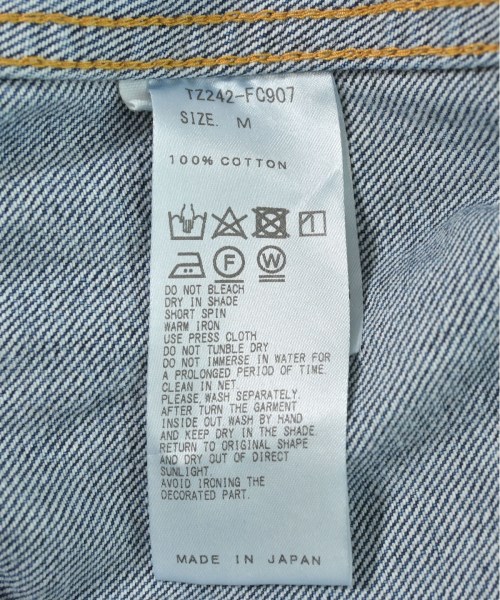 TZ242-FC907
SIZE. M
100% COTTON
F W
DO NOT BLEACH
DRY IN SHADE
SHORT SPIN
WARM IRON
USE PRESS CLOTH
DO NOT TUNBLE DRY
DO NOT IMMERSE IN WATER FOR
A PROLONGED PERIOD OF TIME.
CLEAN IN NET.
PLEASE,WASH SEPARATELY.
AFTER TURN THE GARMENT
INSIDE OUT,WASH BY HAND
AND KEEP DRY IN THE SHADE.
RETURN TO ORIGINAL SHAPE
AND DRY OUT OF DIRECT
SUNLIGHT.
AVOID IRONING THE
DECORATED PART.
MADE IN JAPAN